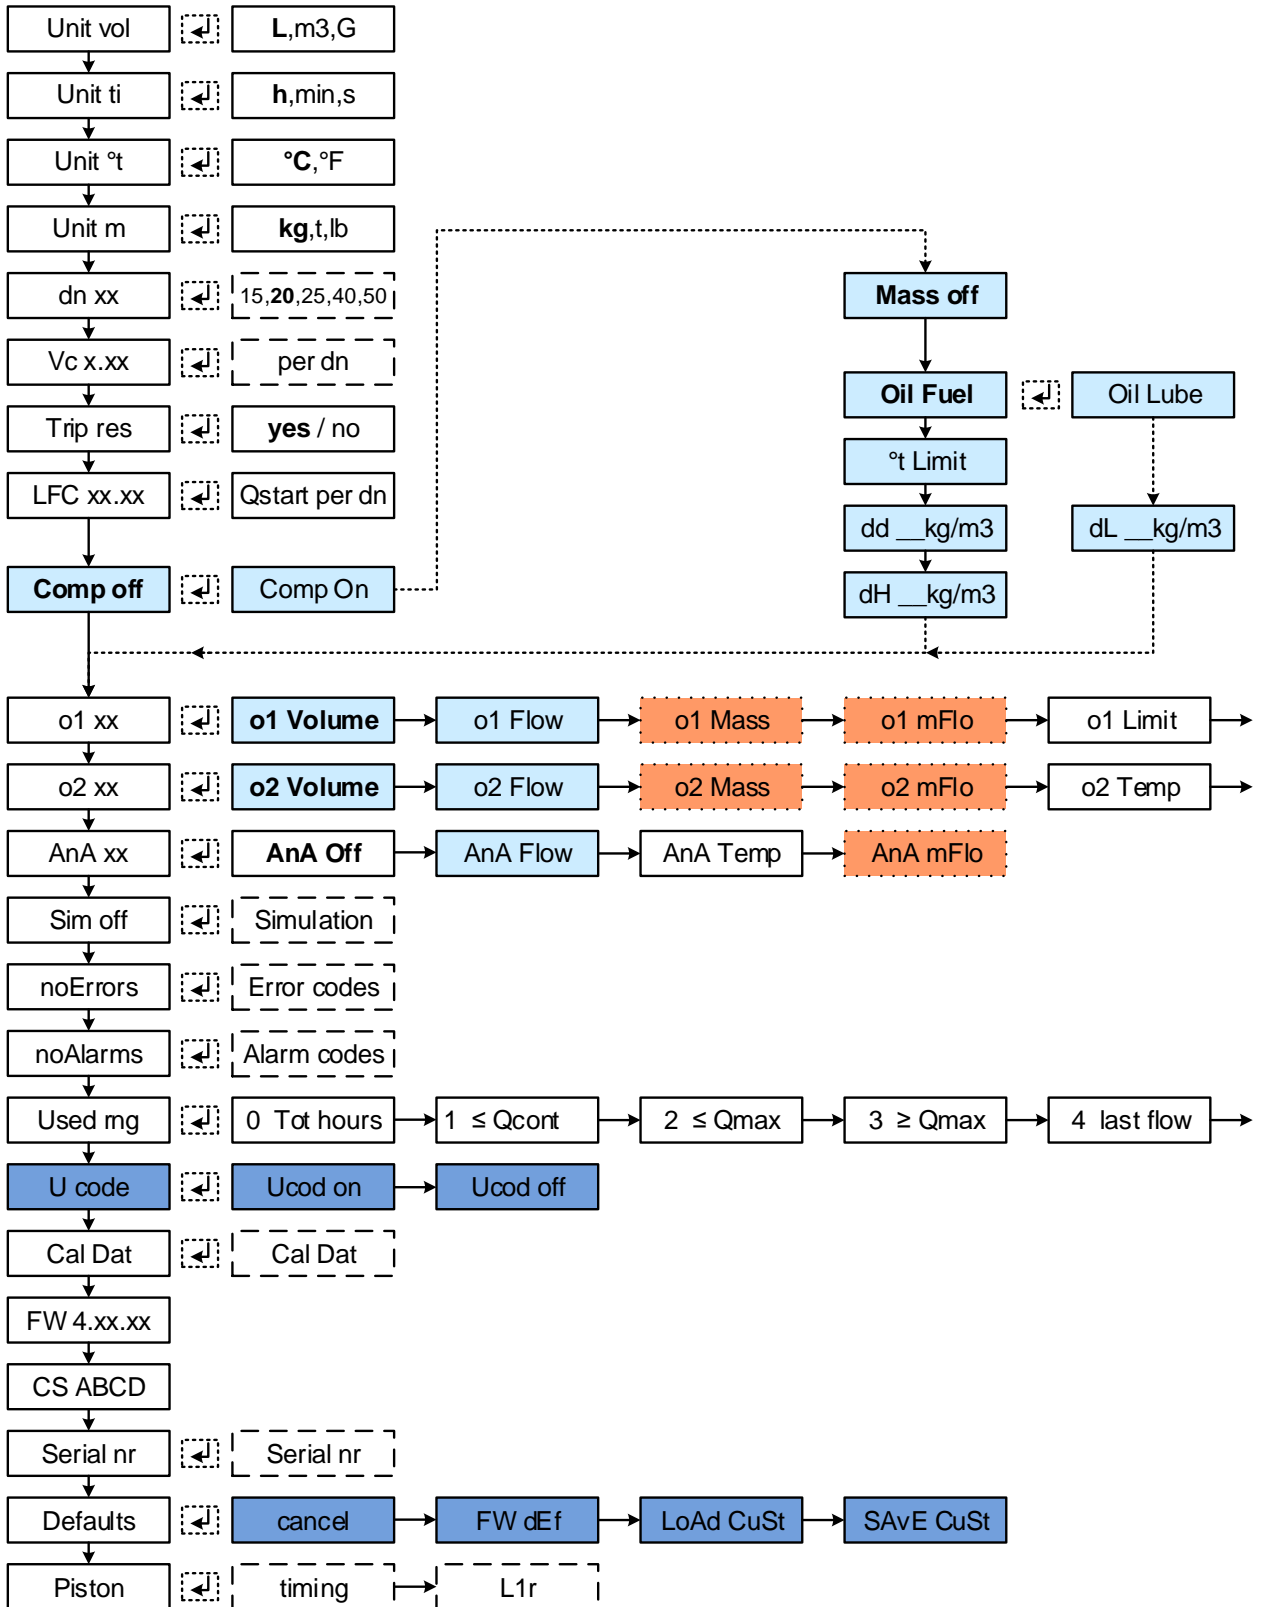 Unit vol
L,m3,G
Unit ti
h,min,s
Unit °t
°C,°F
Unit m
kg,t,lb
dn xx
15,20,25,40,50
Mass off
Vc x.xx
per dn
Oil Fuel
Oil Lube
Trip res
yes / no
°t Limit
LFC xx.xx
Qstart per dn
dd __kg/m3
dL __kg/m3
Comp off
Comp On
dH __kg/m3
o1 xx
o1 Volume
o1 Flow
o1 Mass
o1 mFlo
o1 Limit
o2 xx
o2 Volume
o2 Flow
o2 Mass
o2 mFlo
o2 Temp
AnA xx
AnA Off
AnA Flow
AnA Temp
AnA mFlo
Sim off
Simulation
noErrors
Error codes
noAlarms
Alarm codes
Used rng
0 Tot hours
1 ≤ Qcont
2 ≤ Qmax
3 ≥ Qmax
4 last flow
U code
Ucod on
Ucod off
Cal Dat
Cal Dat
FW 4.xx.xx
CS ABCD
Serial nr
Serial nr
Defaults
cancel
FW dEf
LoAd CuSt
SAvE CuSt
Piston
timing
L1r